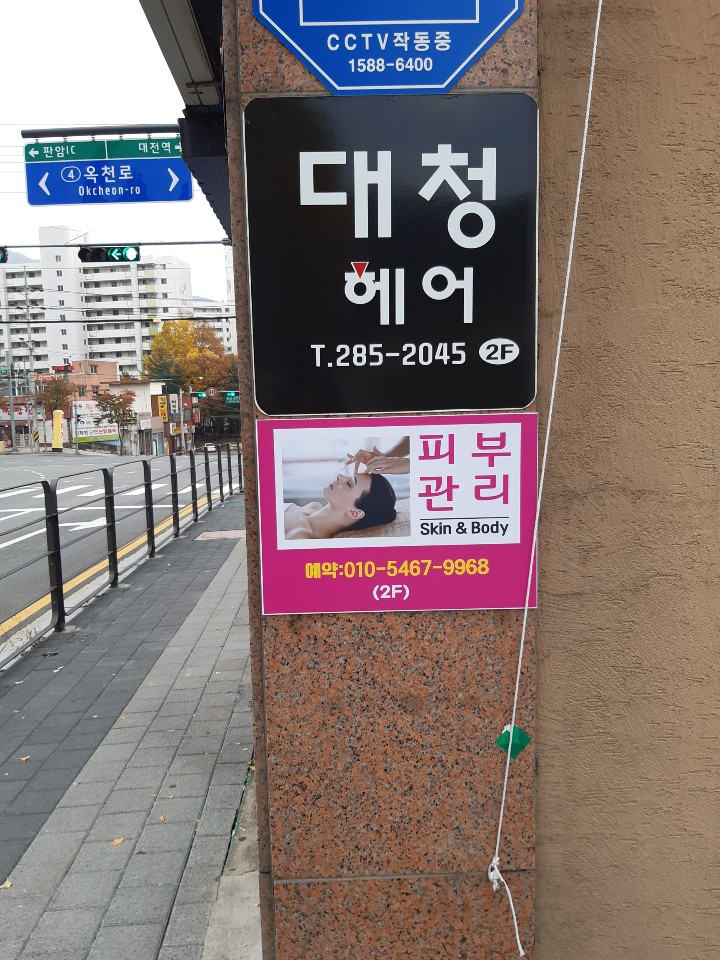 CCTV작동중
1588-6400
← 판암IC 대전역 →
4 옥천로
Okcheon-ro
대청
헤어
T.285-2045 2F
피부
관리
Skin & Body
예약:010-5467-9968
(2F)